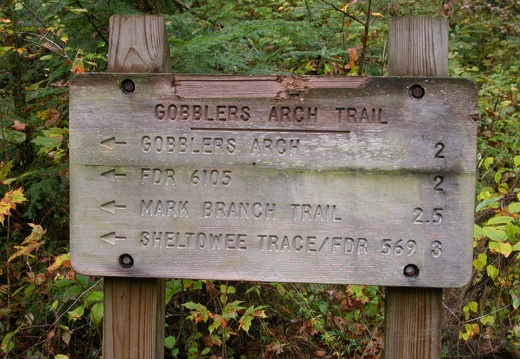 GOBBLERS ARCH TRAIL
← GOBBLERS ARCH 2
← FDR 6105 2
← MARK BRANCH TRAIL 2.5
← SHELTOWEE TRACE/FDR 569 3